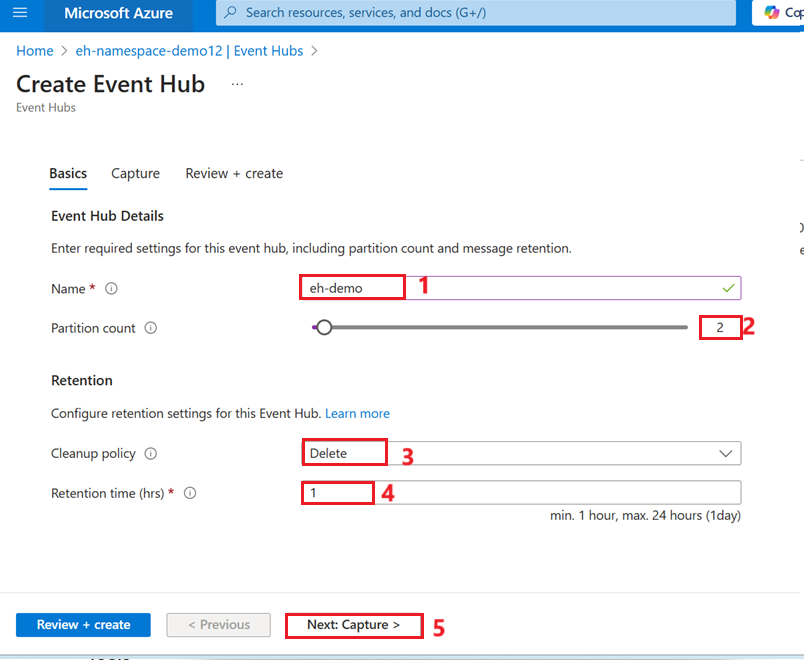 Microsoft Azure
Search resources, services, and docs (G+/)
Home > eh-namespace-demo12 | Event Hubs >
Create Event Hub ...
Event Hubs
Basics Capture Review + create
Event Hub Details
Enter required settings for this event hub, including partition count and message retention.
Name * eh-demo 1
Partition count 2 2
Retention
Configure retention settings for this Event Hub. Learn more
Cleanup policy Delete 3
Retention time (hrs) * 1 4
min. 1 hour, max. 24 hours (1day)
Review + create < Previous Next: Capture > 5